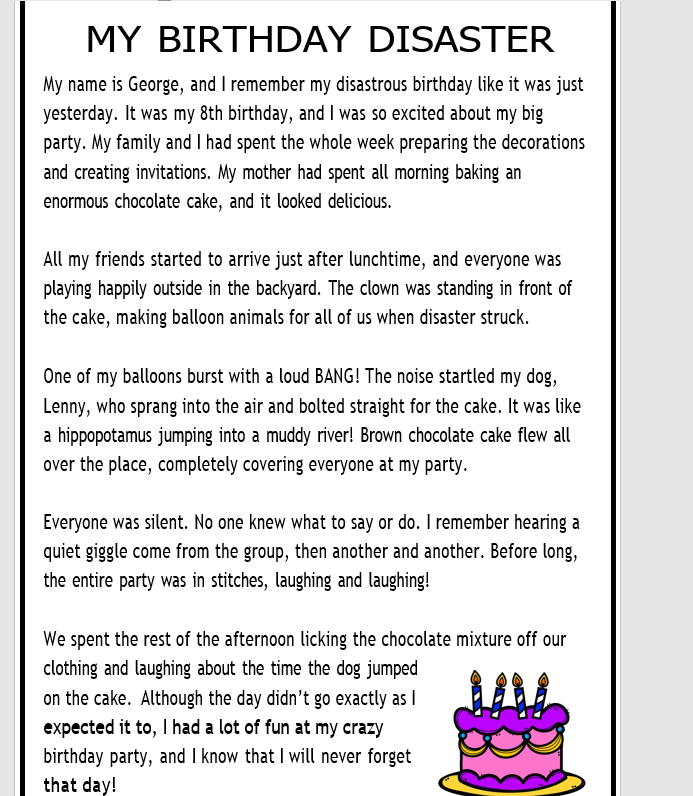 MY BIRTHDAY DISASTER
My name is George, and I remember my disastrous birthday like it was just
yesterday. It was my 8th birthday, and I was so excited about my big
party. My family and I had spent the whole week preparing the decorations
and creating invitations. My mother had spent all morning baking an
enormous chocolate cake, and it looked delicious.
All my friends started to arrive just after lunchtime, and everyone was
playing happily outside in the backyard. The clown was standing in front of
the cake, making balloon animals for all of us when disaster struck.
One of my balloons burst with a loud BANG! The noise startled my dog,
Lenny, who sprang into the air and bolted straight for the cake. It was like
a hippopotamus jumping into a muddy river! Brown chocolate cake flew all
over the place, completely covering everyone at my party.
Everyone was silent. No one knew what to say or do. I remember hearing a
quiet giggle come from the group, then another and another. Before long,
the entire party was in stitches, laughing and laughing!
We spent the rest of the afternoon licking the chocolate mixture off our
clothing and laughing about the time the dog jumped
on the cake. Although the day didn't go exactly as I
expected it to, I had a lot of fun at my crazy
birthday party, and I know that I will never forget
that day!